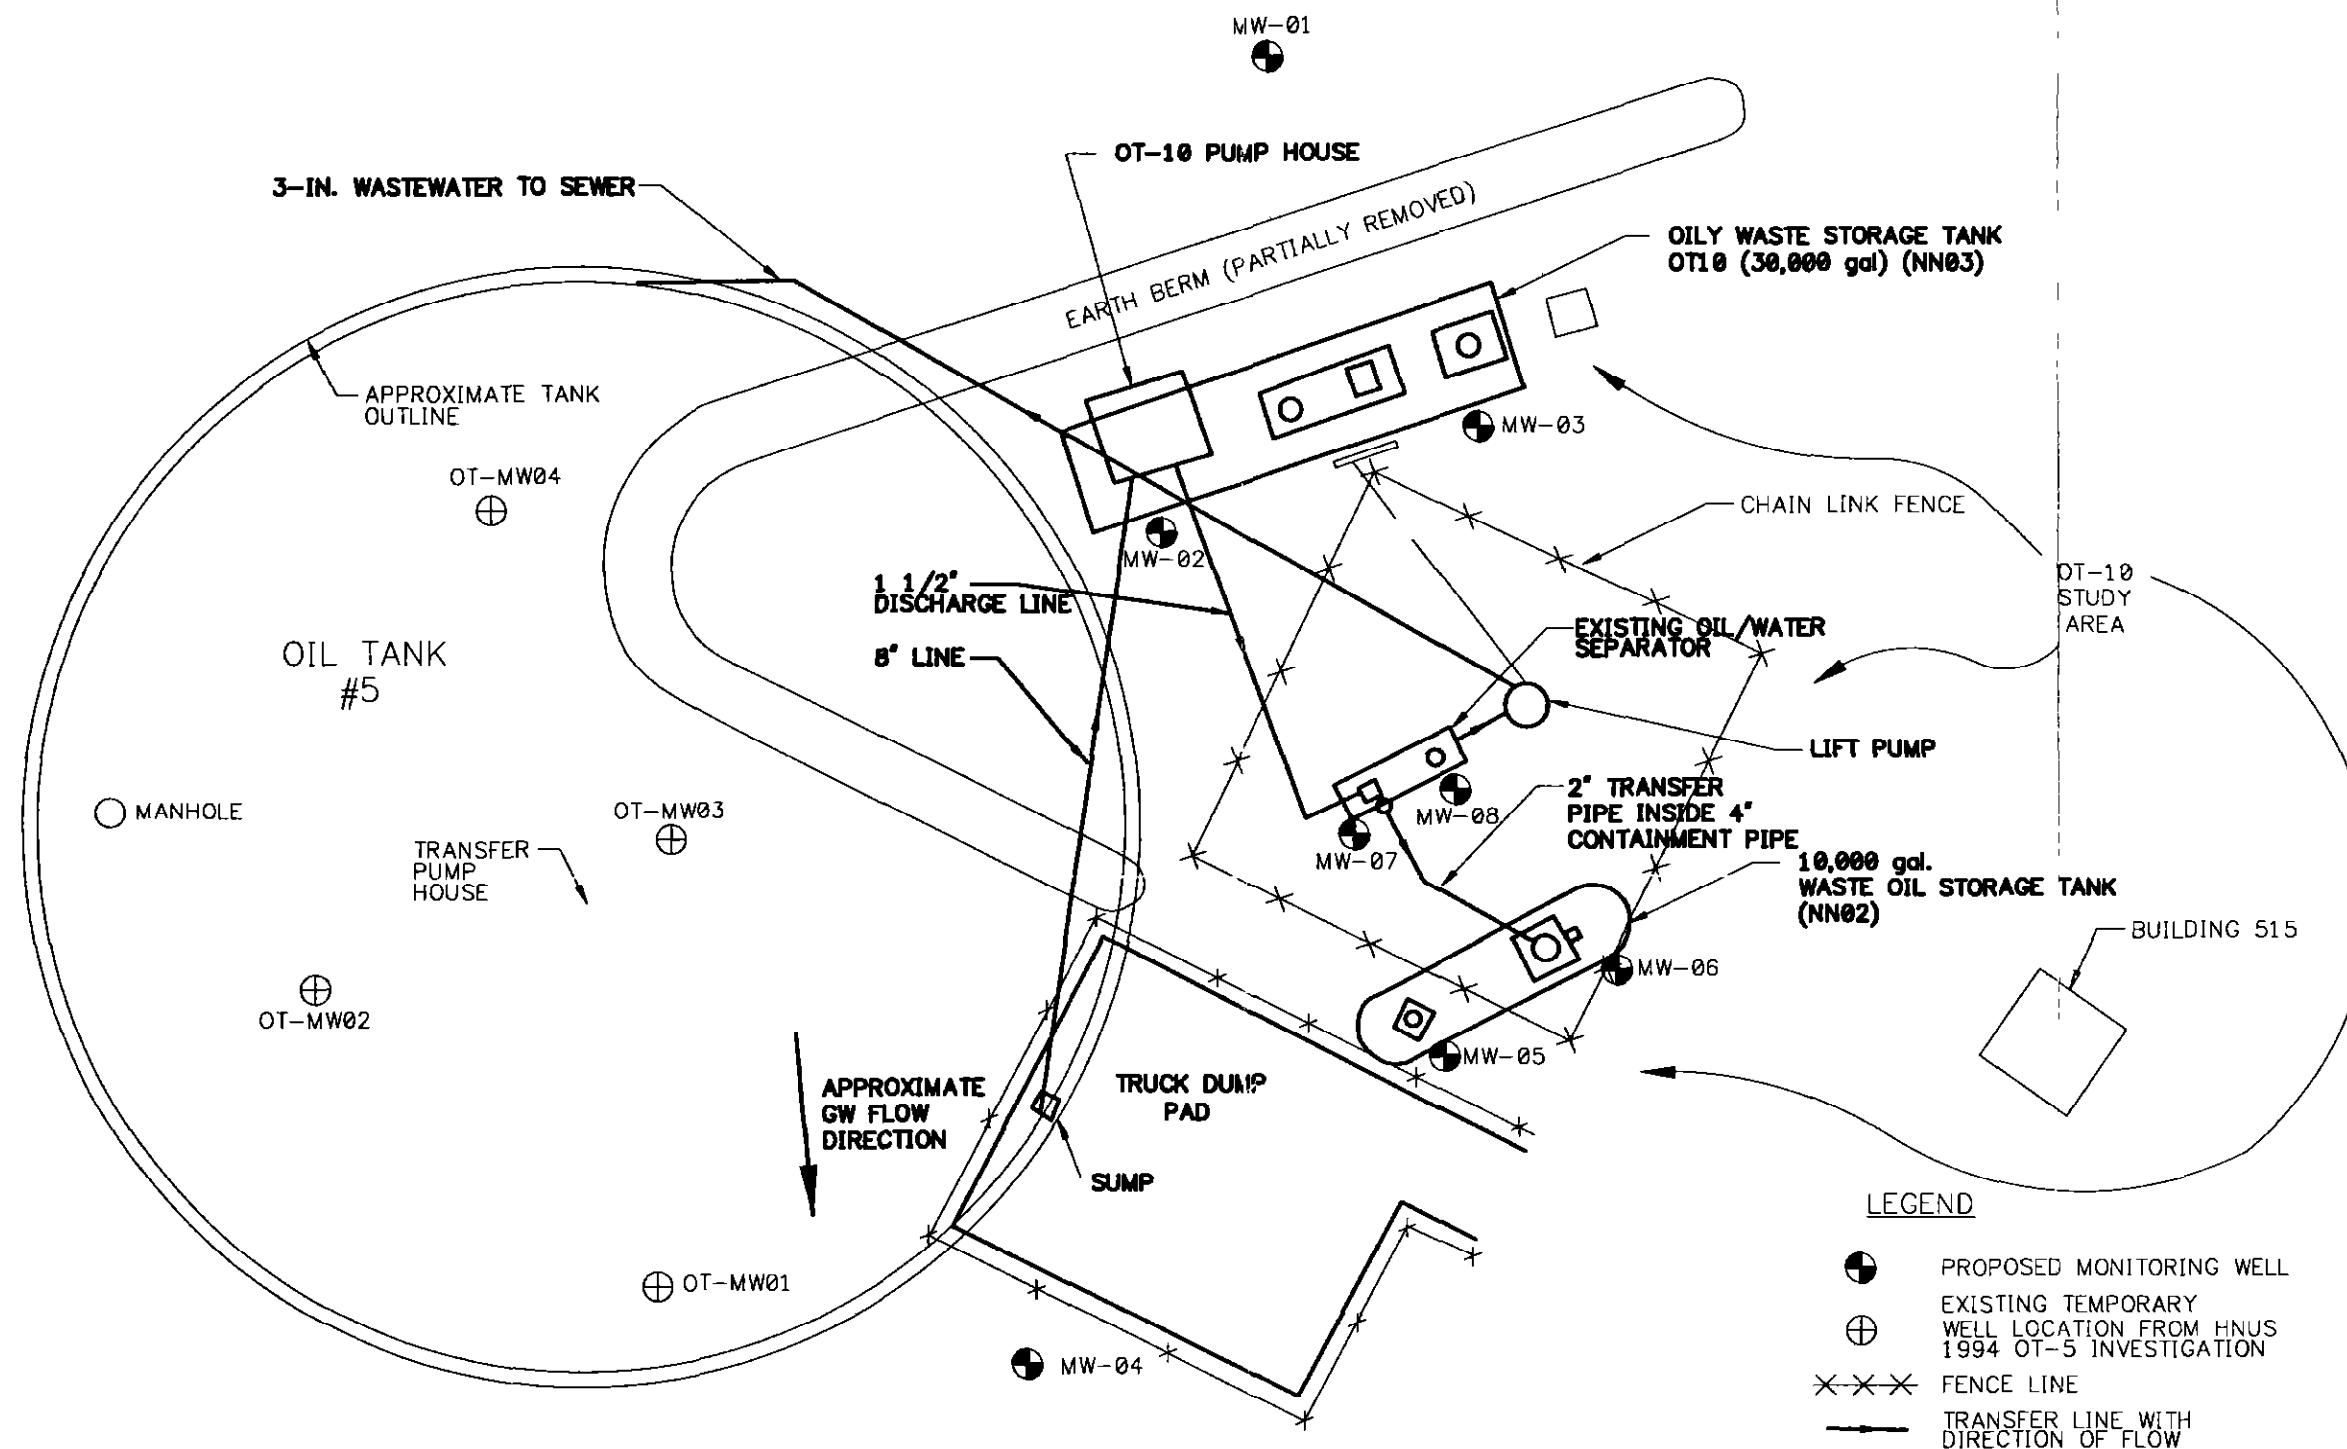 MW-01
OT-10 PUMP HOUSE
3-IN. WASTEWATER TO SEWER
EARTH BERM (PARTIALLY REMOVED)
OILY WASTE STORAGE TANK
OT10 (30,000 gal) (NN03)
APPROXIMATE TANK
OUTLINE
MW-03
OT-MW04
CHAIN LINK FENCE
MW-02
1 1/2"
DISCHARGE LINE
OT-10
STUDY
AREA
EXISTING OIL/WATER
SEPARATOR
OIL TANK
#5
8" LINE
LIFT PUMP
2" TRANSFER
PIPE INSIDE 4"
CONTAINMENT PIPE
MANHOLE
OT-MW03
MW-08
MW-07
TRANSFER
PUMP
HOUSE
10,000 gal.
WASTE OIL STORAGE TANK
(NN02)
BUILDING 515
MW-06
OT-MW02
MW-05
APPROXIMATE
GW FLOW
DIRECTION
TRUCK DUMP
PAD
SUMP
OT-MW01
MW-04
LEGEND
PROPOSED MONITORING WELL
EXISTING TEMPORARY
WELL LOCATION FROM HNUS
1994 OT-5 INVESTIGATION
FENCE LINE
TRANSFER LINE WITH
DIRECTION OF FLOW